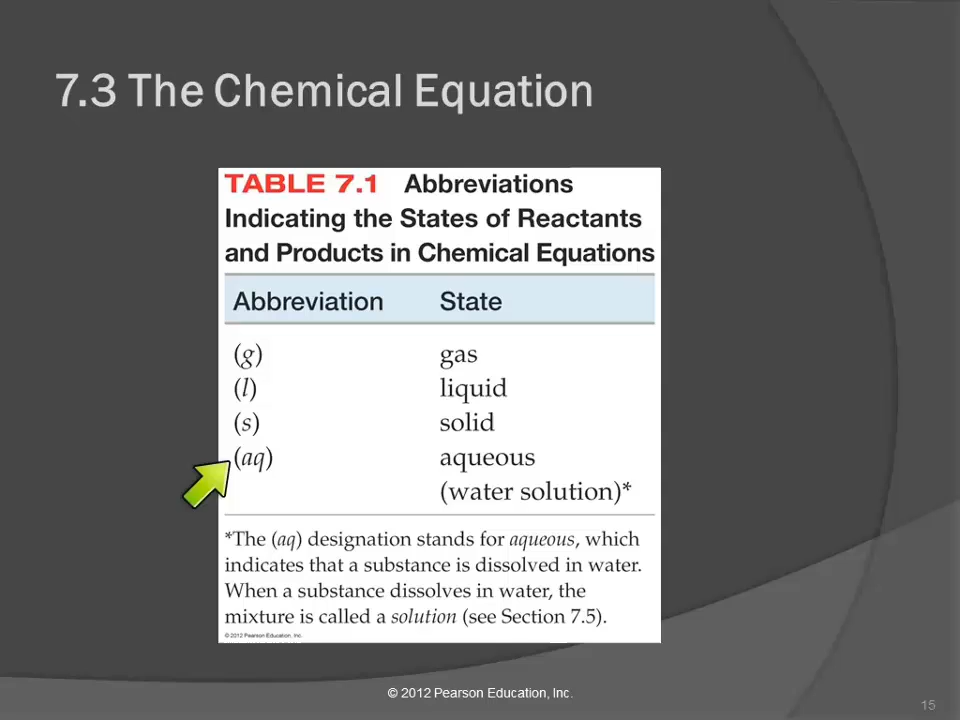 7.3 The Chemical Equation
TABLE 7.1 Abbreviations
Indicating the States of Reactants
and Products in Chemical Equations
Abbreviation State
(g) gas
(l) liquid
(s) solid
(aq) aqueous
(water solution)*
*The (aq) designation stands for aqueous, which
indicates that a substance is dissolved in water.
When a substance dissolves in water, the
mixture is called a solution (see Section 7.5).
© 2012 Pearson Education, Inc.
© 2012 Pearson Education, Inc.
15